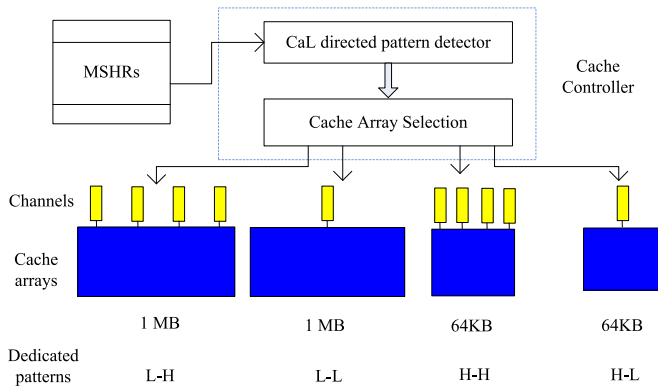 CaL directed pattern detector
MSHRs
Cache
Controller
Cache Array Selection
Channels
Cache
arrays
1 MB 1 MB 64KB 64KB
Dedicated
patterns
L-H L-L H-H H-L